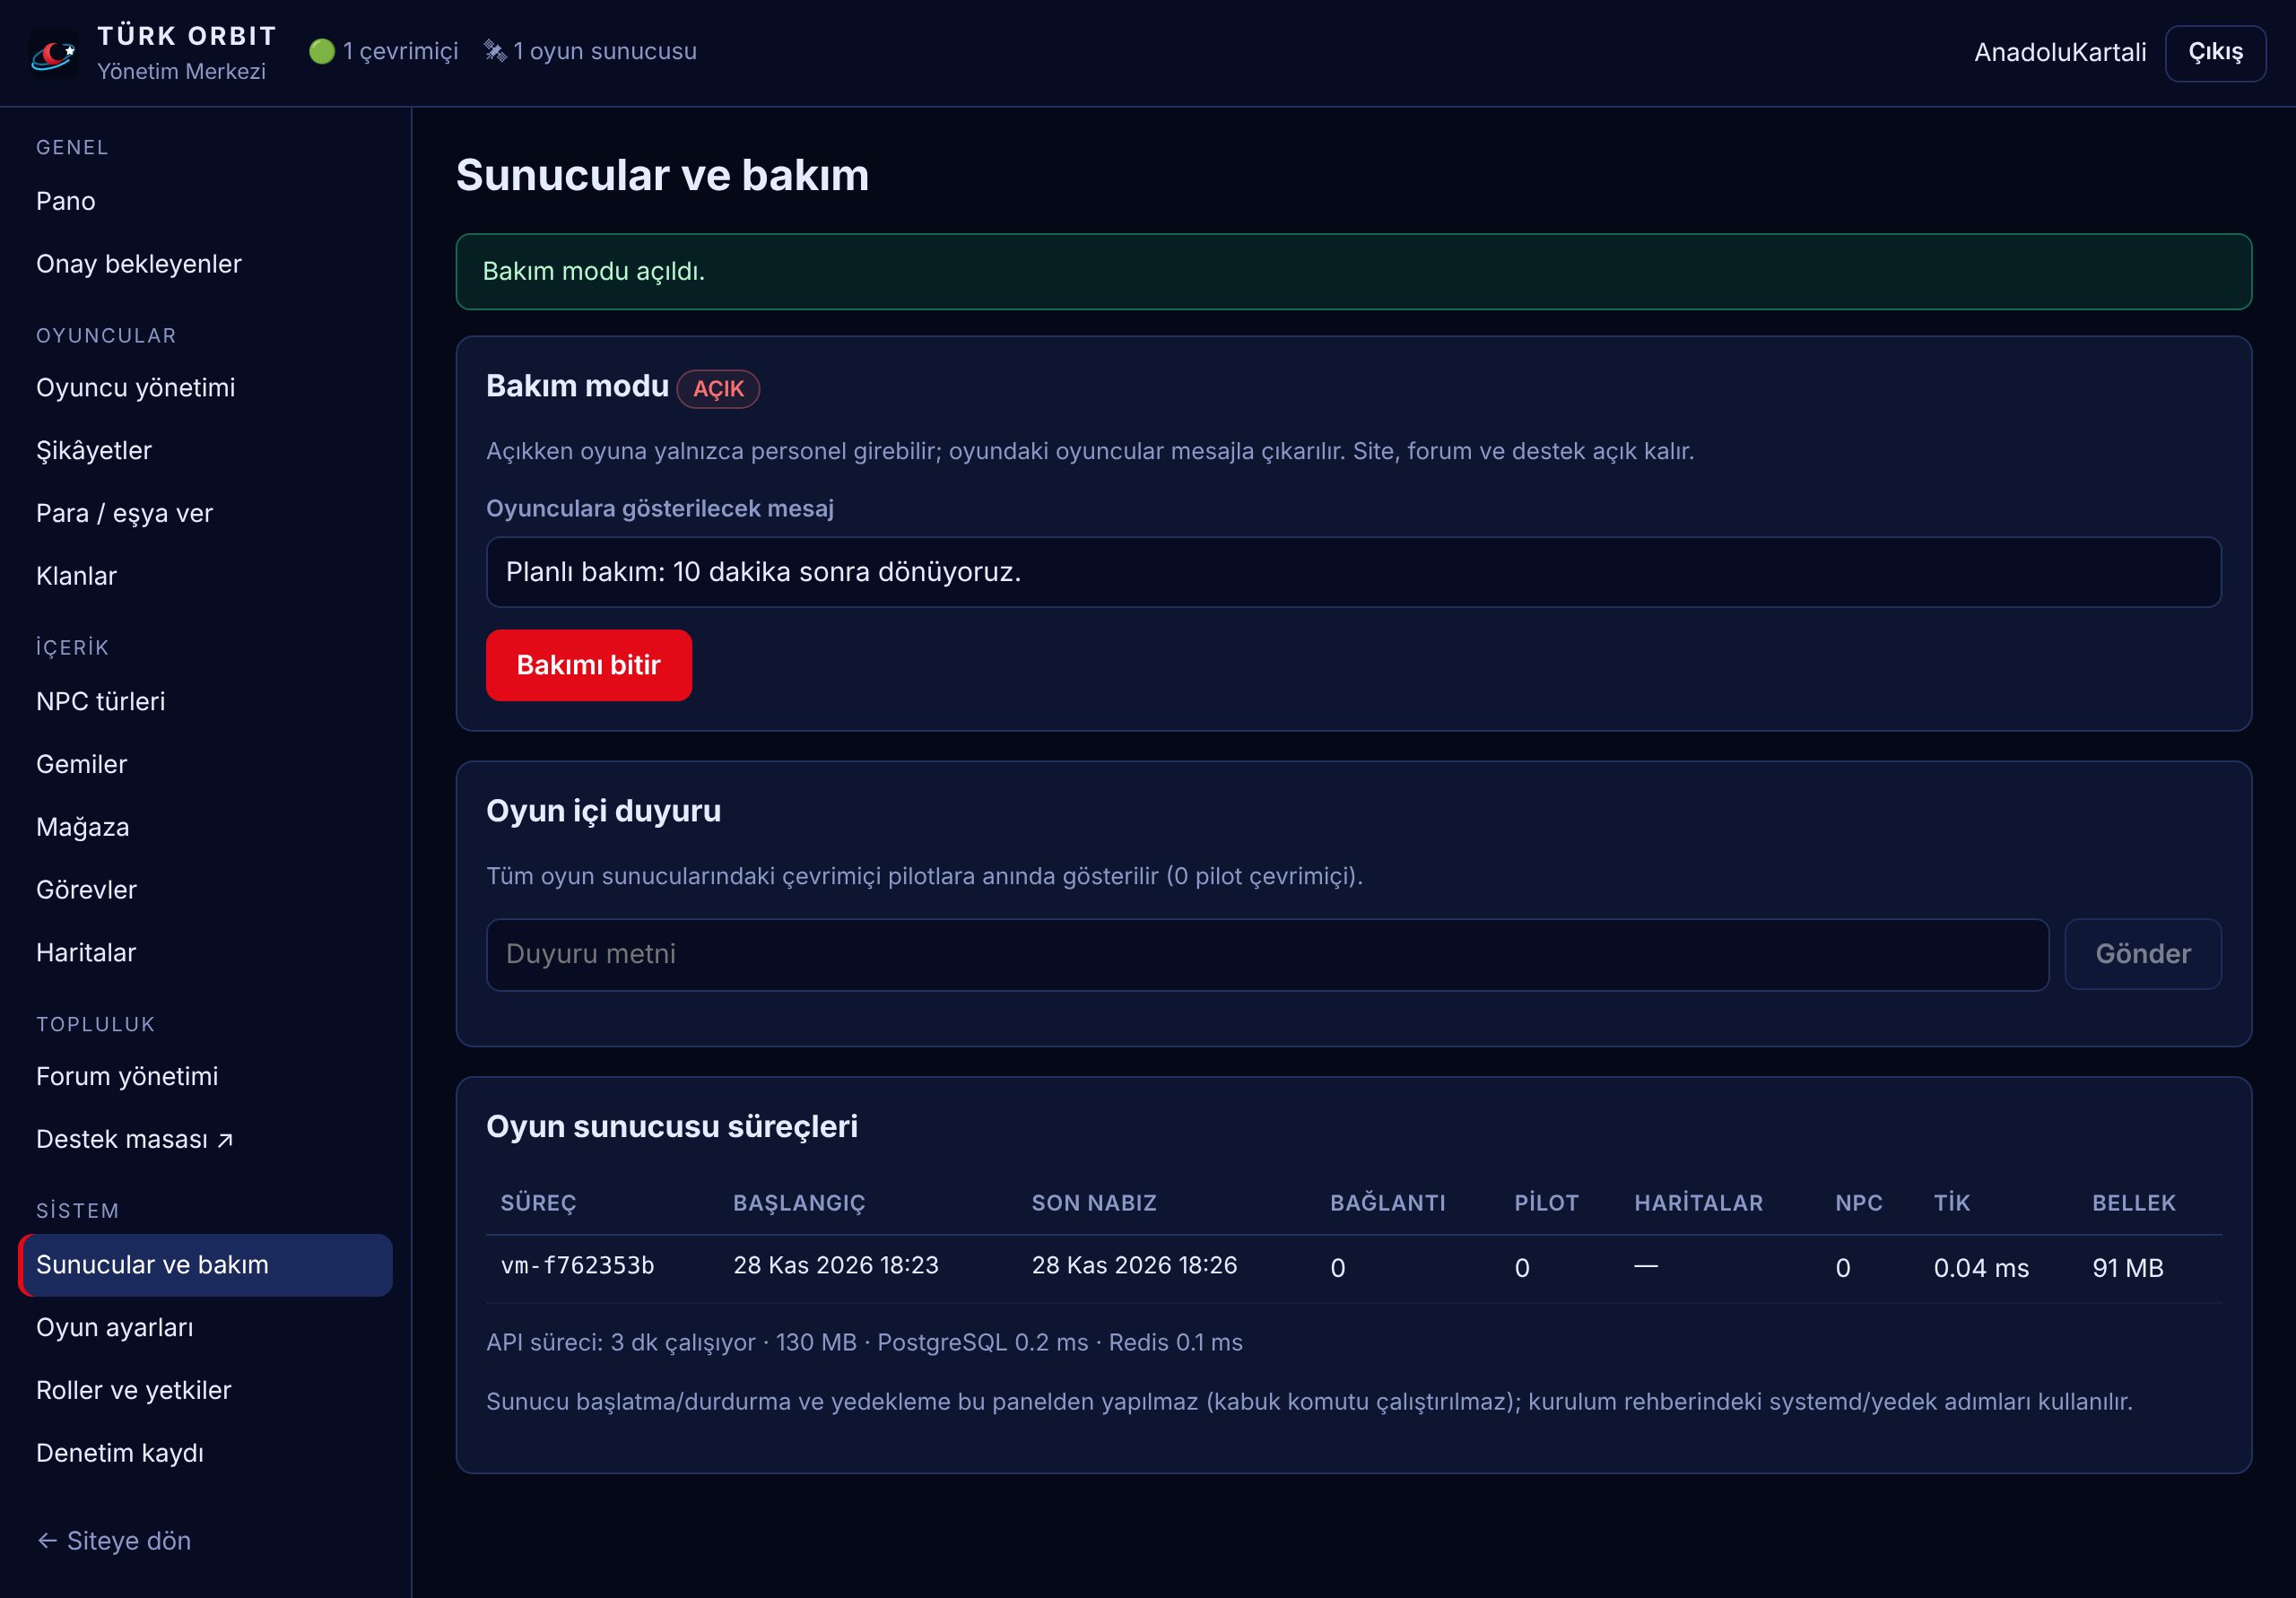 TÜRK ORBIT
Yönetim Merkezi
1 çevrimiçi
1 oyun sunucusu
AnadoluKartali
Çıkış
GENEL
Pano
Onay bekleyenler
OYUNCULAR
Oyuncu yönetimi
Şikâyetler
Para / eşya ver
Klanlar
İÇERİK
NPC türleri
Gemiler
Mağaza
Görevler
Haritalar
TOPLULUK
Forum yönetimi
Destek masası ↗
SİSTEM
Sunucular ve bakım
Oyun ayarları
Roller ve yetkiler
Denetim kaydı
← Siteye dön
Sunucular ve bakım
Bakım modu açıldı.
Bakım modu AÇIK
Açıkken oyuna yalnızca personel girebilir; oyundaki oyuncular mesajla çıkarılır. Site, forum ve destek açık kalır.
Oyunculara gösterilecek mesaj
Planlı bakım: 10 dakika sonra dönüyoruz.
Bakımı bitir
Oyun içi duyuru
Tüm oyun sunucularındaki çevrimiçi pilotlara anında gösterilir (0 pilot çevrimiçi).
Duyuru metni
Gönder
Oyun sunucusu süreçleri
SÜREÇ BAŞLANGIÇ SON NABIZ BAĞLANTI PİLOT HARİTALAR NPC TİK BELLEK
vm-f762353b 28 Kas 2026 18:23 28 Kas 2026 18:26 0 0 — 0 0.04 ms 91 MB
API süreci: 3 dk çalışıyor · 130 MB · PostgreSQL 0.2 ms · Redis 0.1 ms
Sunucu başlatma/durdurma ve yedekleme bu panelden yapılmaz (kabuk komutu çalıştırılmaz); kurulum rehberindeki systemd/yedek adımları kullanılır.